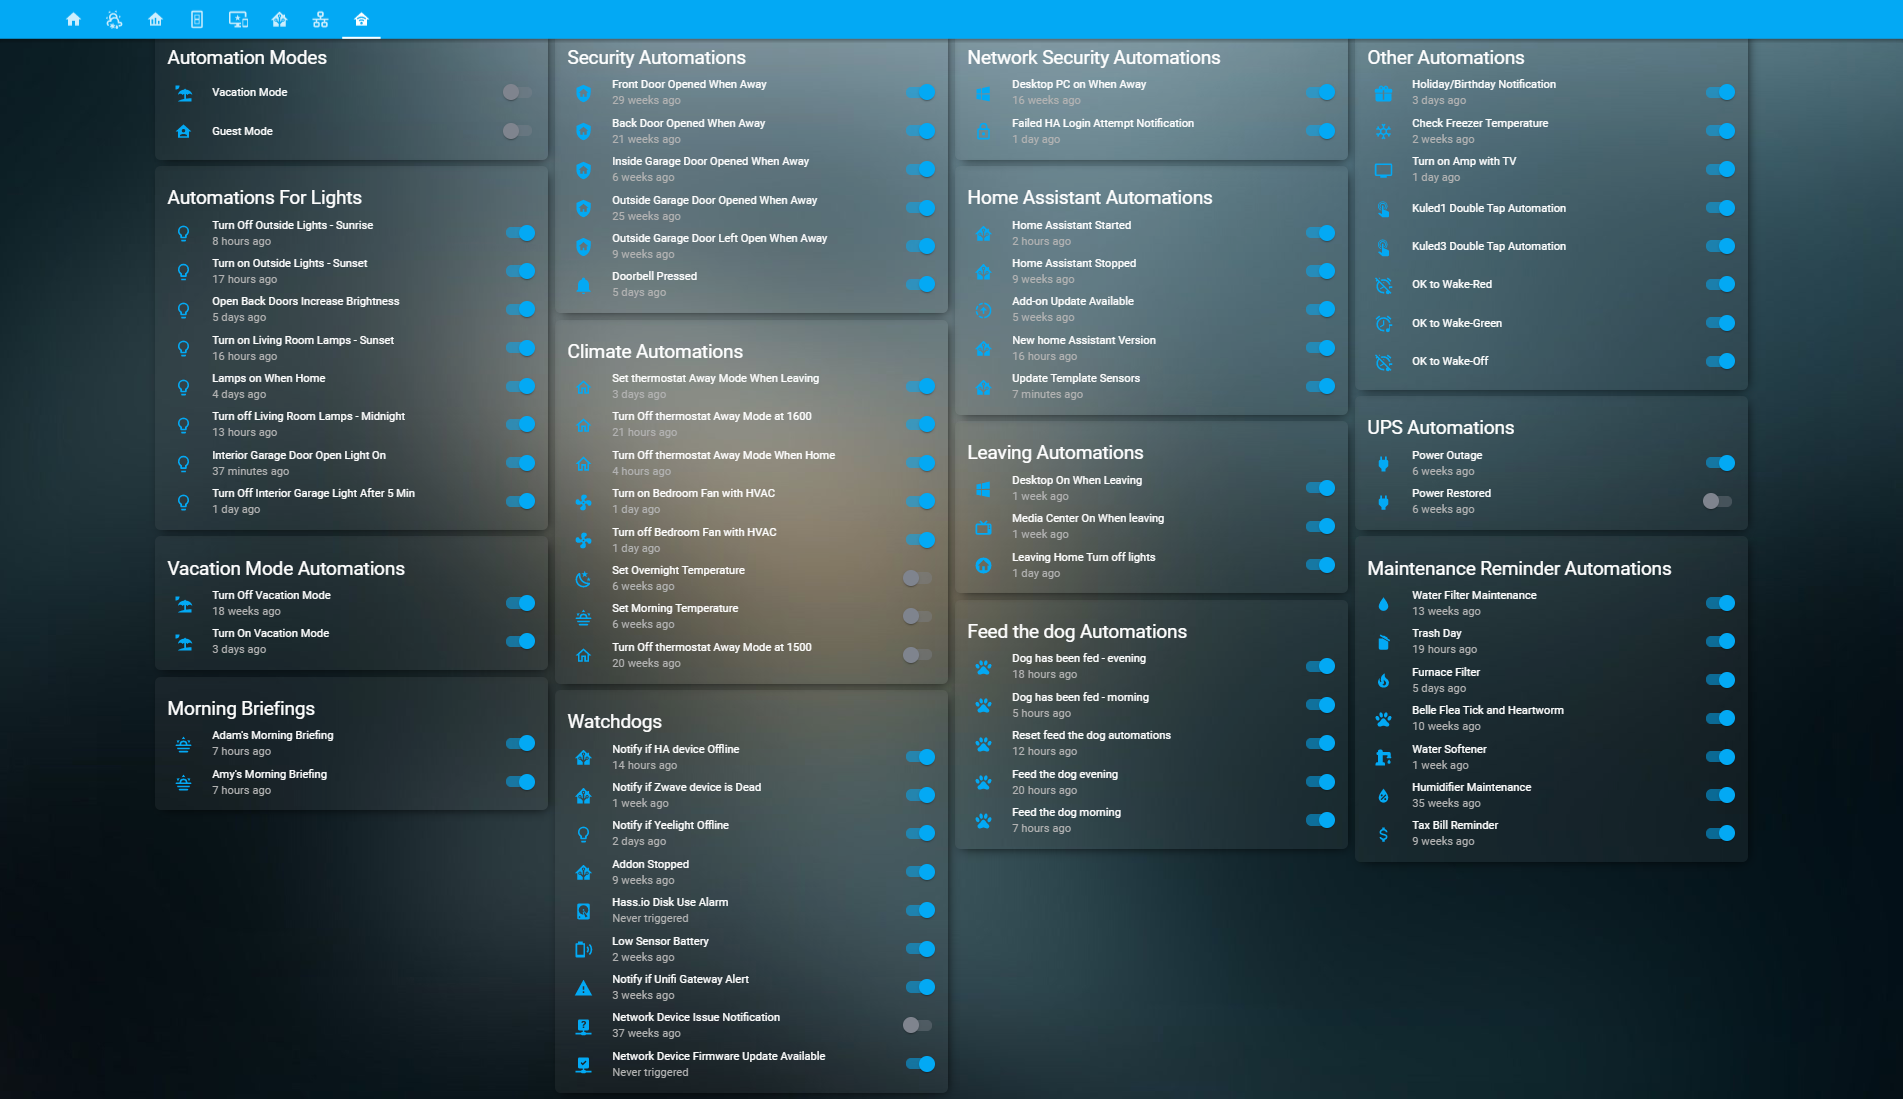 Automation Modes
Vacation Mode
Guest Mode
Automations For Lights
Turn Off Outside Lights - Sunrise
8 hours ago
Turn on Outside Lights - Sunset
17 hours ago
Open Back Doors Increase Brightness
5 days ago
Turn on Living Room Lamps - Sunset
16 hours ago
Lamps on When Home
4 days ago
Turn off Living Room Lamps - Midnight
13 hours ago
Interior Garage Door Open Light On
37 minutes ago
Turn Off Interior Garage Light After 5 Min
1 day ago
Vacation Mode Automations
Turn Off Vacation Mode
18 weeks ago
Turn On Vacation Mode
3 days ago
Morning Briefings
Adam's Morning Briefing
7 hours ago
Amy's Morning Briefing
7 hours ago
Security Automations
Front Door Opened When Away
29 weeks ago
Back Door Opened When Away
21 weeks ago
Inside Garage Door Opened When Away
6 weeks ago
Outside Garage Door Opened When Away
25 weeks ago
Outside Garage Door Left Open When Away
9 weeks ago
Doorbell Pressed
5 days ago
Climate Automations
Set thermostat Away Mode When Leaving
3 days ago
Turn Off thermostat Away Mode at 1600
21 hours ago
Turn Off thermostat Away Mode When Home
4 hours ago
Turn on Bedroom Fan with HVAC
1 day ago
Turn off Bedroom Fan with HVAC
1 day ago
Set Overnight Temperature
6 weeks ago
Set Morning Temperature
6 weeks ago
Turn Off thermostat Away Mode at 1500
20 weeks ago
Watchdogs
Notify if HA device Offline
14 hours ago
Notify if Zwave device is Dead
1 week ago
Notify if Yeelight Offline
2 days ago
Addon Stopped
9 weeks ago
Hass.io Disk Use Alarm
Never triggered
Low Sensor Battery
2 weeks ago
Notify if Unifi Gateway Alert
3 weeks ago
Network Device Issue Notification
37 weeks ago
Network Device Firmware Update Available
Never triggered
Network Security Automations
Desktop PC on When Away
16 weeks ago
Failed HA Login Attempt Notification
1 day ago
Home Assistant Automations
Home Assistant Started
2 hours ago
Home Assistant Stopped
9 weeks ago
Add-on Update Available
5 weeks ago
New home Assistant Version
16 hours ago
Update Template Sensors
7 minutes ago
Leaving Automations
Desktop On When Leaving
1 week ago
Media Center On When leaving
1 week ago
Leaving Home Turn off lights
1 day ago
Feed the dog Automations
Dog has been fed - evening
18 hours ago
Dog has been fed - morning
5 hours ago
Reset feed the dog automations
12 hours ago
Feed the dog evening
20 hours ago
Feed the dog morning
7 hours ago
Other Automations
Holiday/Birthday Notification
3 days ago
Check Freezer Temperature
2 weeks ago
Turn on Amp with TV
1 day ago
Kuled1 Double Tap Automation
Kuled3 Double Tap Automation
OK to Wake-Red
OK to Wake-Green
OK to Wake-Off
UPS Automations
Power Outage
6 weeks ago
Power Restored
6 weeks ago
Maintenance Reminder Automations
Water Filter Maintenance
13 weeks ago
Trash Day
19 hours ago
Furnace Filter
5 days ago
Belle Flea Tick and Heartworm
10 weeks ago
Water Softener
1 week ago
Humidifier Maintenance
35 weeks ago
Tax Bill Reminder
9 weeks ago